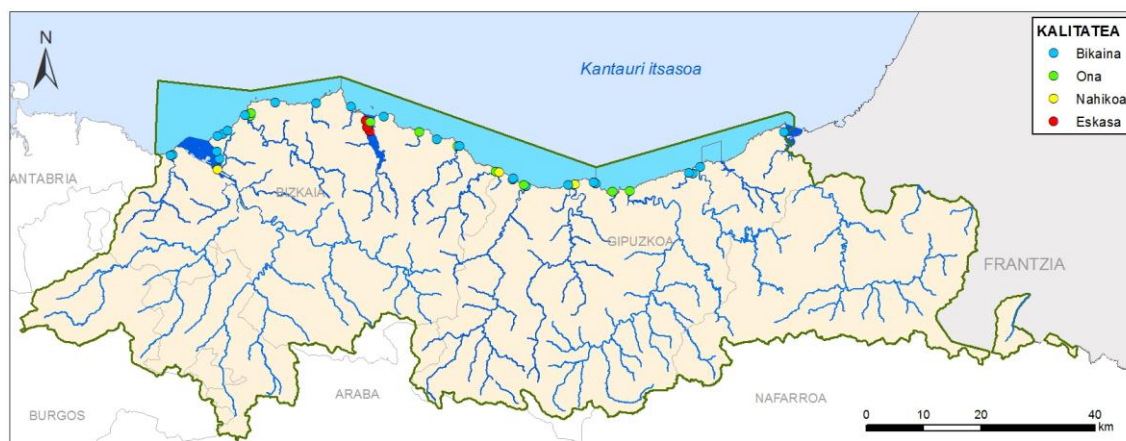 N
Kantauri itsasoa
KALITATEA
Bikaina
Ona
Nahikoa
Eskasa
ANTABRIA
BIZKAIA
GIPUZKOA
FRANTZIA
ARABA
NAFARROA
BURGOS
0 10 20 40
km